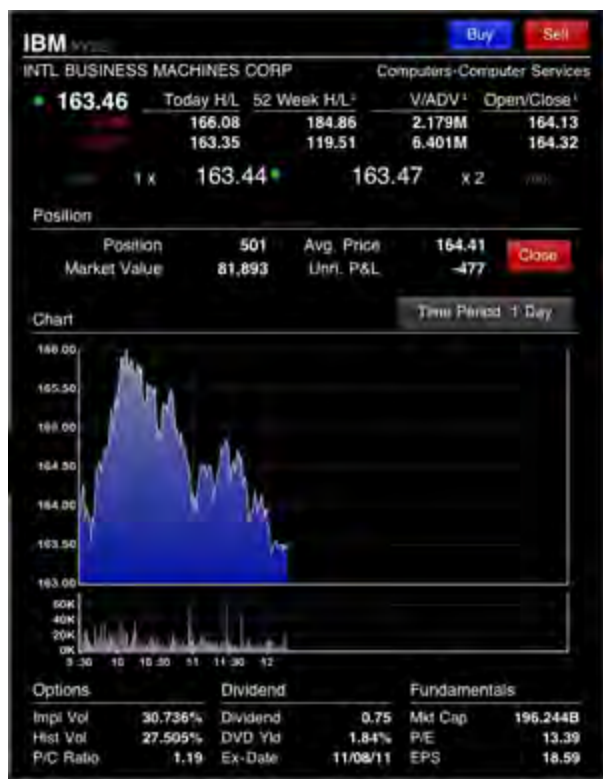 IBM NYSE Buy Sell
INTL BUSINESS MACHINES CORP Computers-Computer Services
163.46 Today H/L 52 Week H/L¹ V/ADV¹ Open/Close¹
166.08 184.86 2.179M 164.13
163.35 119.51 6.401M 164.32
1 x 163.44 163.47 x 2
Position
Position 501 Avg. Price 164.41 Close
Market Value 81,893 Unrl. P&L -477
Chart Time Period 1 Day
166.00
165.50
165.00
164.50
164.00
163.50
163.00
60K
40K
20K
0K
9:30 10 10:30 11 11:30 12
Options Dividend Fundamentals
Impl Vol 30.736% Dividend 0.75 Mkt Cap 196.244B
Hist Vol 27.505% DVD Yld 1.84% P/E 13.39
P/C Ratio 1.19 Ex-Date 11/08/11 EPS 18.59